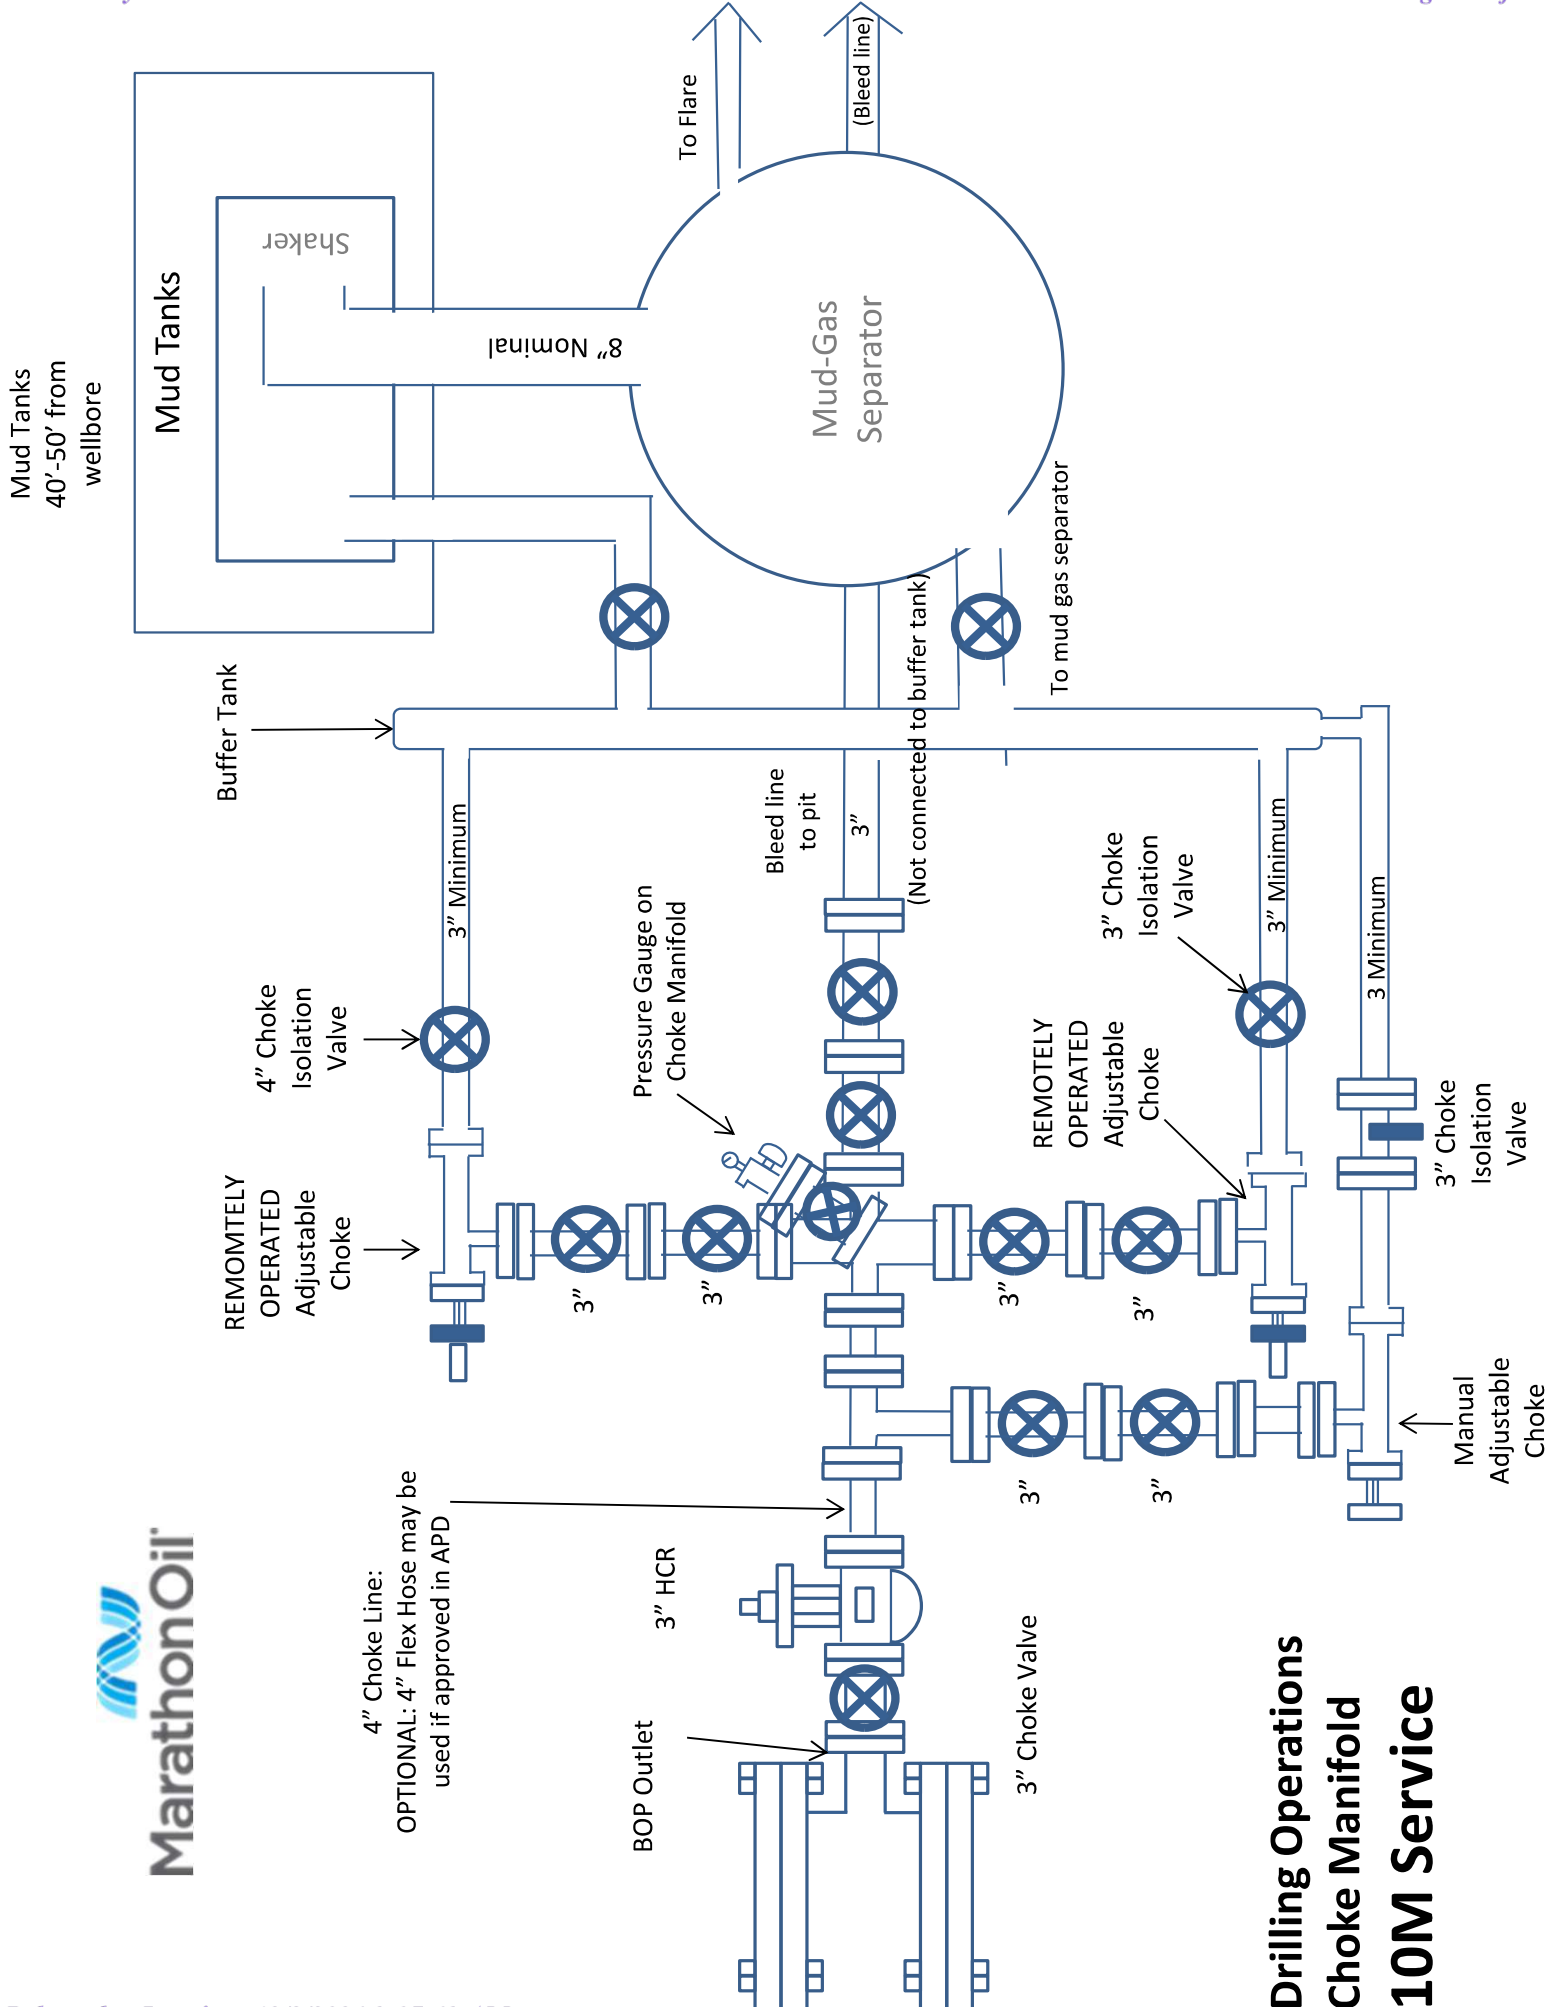 MarathonOil
Drilling Operations
Choke Manifold
10M Service
Mud Tanks
40’-50’ from
wellbore
Mud Tanks
Shaker
8” Nominal
To Flare
(Bleed line)
Mud-Gas
Separator
To mud gas separator
Buffer Tank
3” Minimum
Bleed line
to pit
3”
(Not connected to buffer tank)
4” Choke
Isolation
Valve
Pressure Gauge on
Choke Manifold
3” Choke
Isolation
Valve
3” Minimum
3 Minimum
REMOMTELY
OPERATED
Adjustable
Choke
REMOTELY
OPERATED
Adjustable
Choke
3” Choke
Isolation
Valve
3”
3”
3”
3”
3”
3”
Manual
Adjustable
Choke
4” Choke Line:
OPTIONAL: 4” Flex Hose may be
used if approved in APD
3” HCR
BOP Outlet
3” Choke Valve